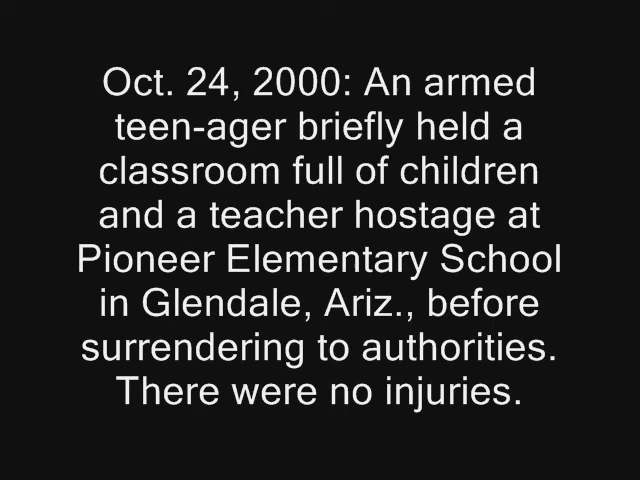 Oct. 24, 2000: An armed
teen-ager briefly held a
classroom full of children
and a teacher hostage at
Pioneer Elementary School
in Glendale, Ariz., before
surrendering to authorities.
There were no injuries.